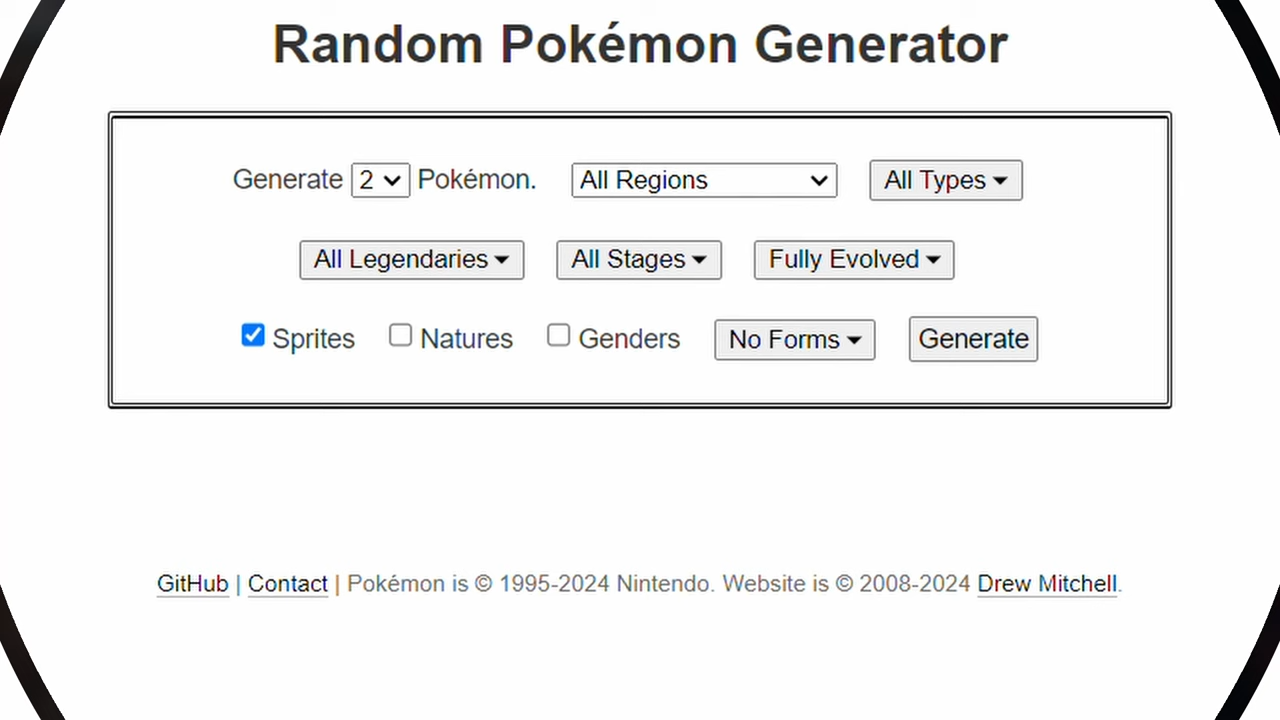 Random Pokémon Generator
Generate 2 Pokémon. All Regions All Types
All Legendaries All Stages Fully Evolved
Sprites Natures Genders No Forms Generate
GitHub | Contact | Pokémon is © 1995-2024 Nintendo. Website is © 2008-2024 Drew Mitchell.